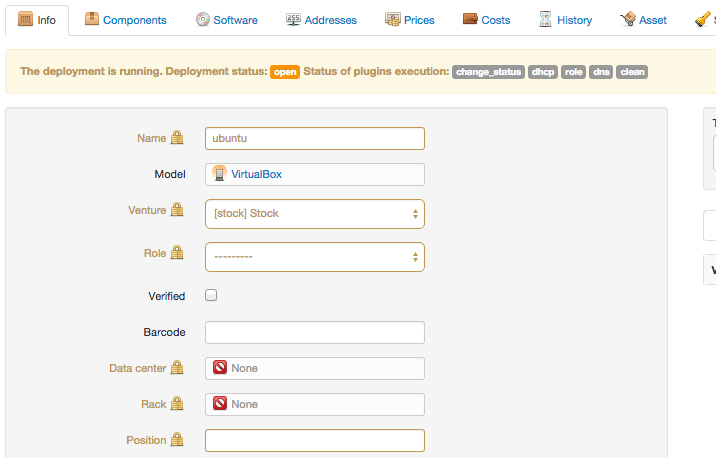 Info Components Software Addresses Prices Costs History Asset S
The deployment is running. Deployment status: open Status of plugins execution: change_status dhcp role dns clean
Name ubuntu
Model VirtualBox
Venture [stock] Stock
Role ---------
Verified
Barcode
Data center None
Rack None
Position